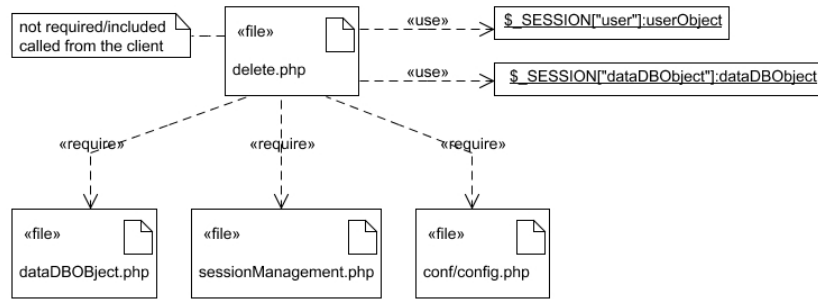 not required/included
called from the client
«file»
delete.php
«use»
$_SESSION["user"]:userObject
«use»
$_SESSION["dataDBObject"]:dataDBObject
«require»
«require»
«require»
«file»
dataDBOBject.php
«file»
sessionManagement.php
«file»
conf/config.php